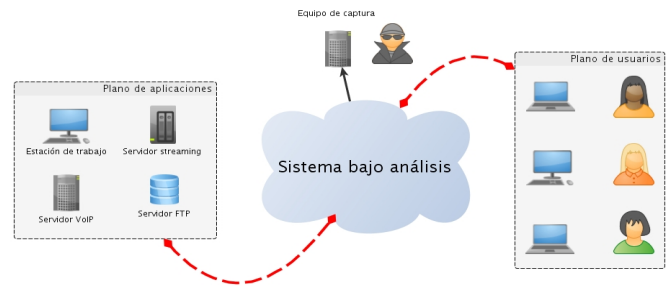 Equipo de captura
Plano de aplicaciones
Estación de trabajo
Servidor streaming
Servidor VoIP
Servidor FTP
Sistema bajo análisis
Plano de usuarios